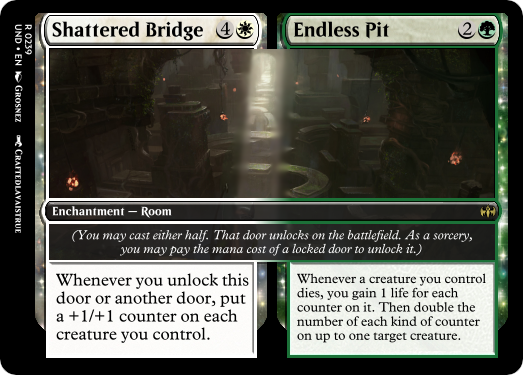 Shattered Bridge 4
Endless Pit 2
R 0239
UND • EN GROSNEZ CRAFTEDLAVAISTRUE
Enchantment — Room
(You may cast either half. That door unlocks on the battlefield. As a sorcery,
you may pay the mana cost of a locked door to unlock it.)
Whenever you unlock this
door or another door, put
a +1/+1 counter on each
creature you control.
Whenever a creature you control
dies, you gain 1 life for each
counter on it. Then double the
number of each kind of counter
on up to one target creature.